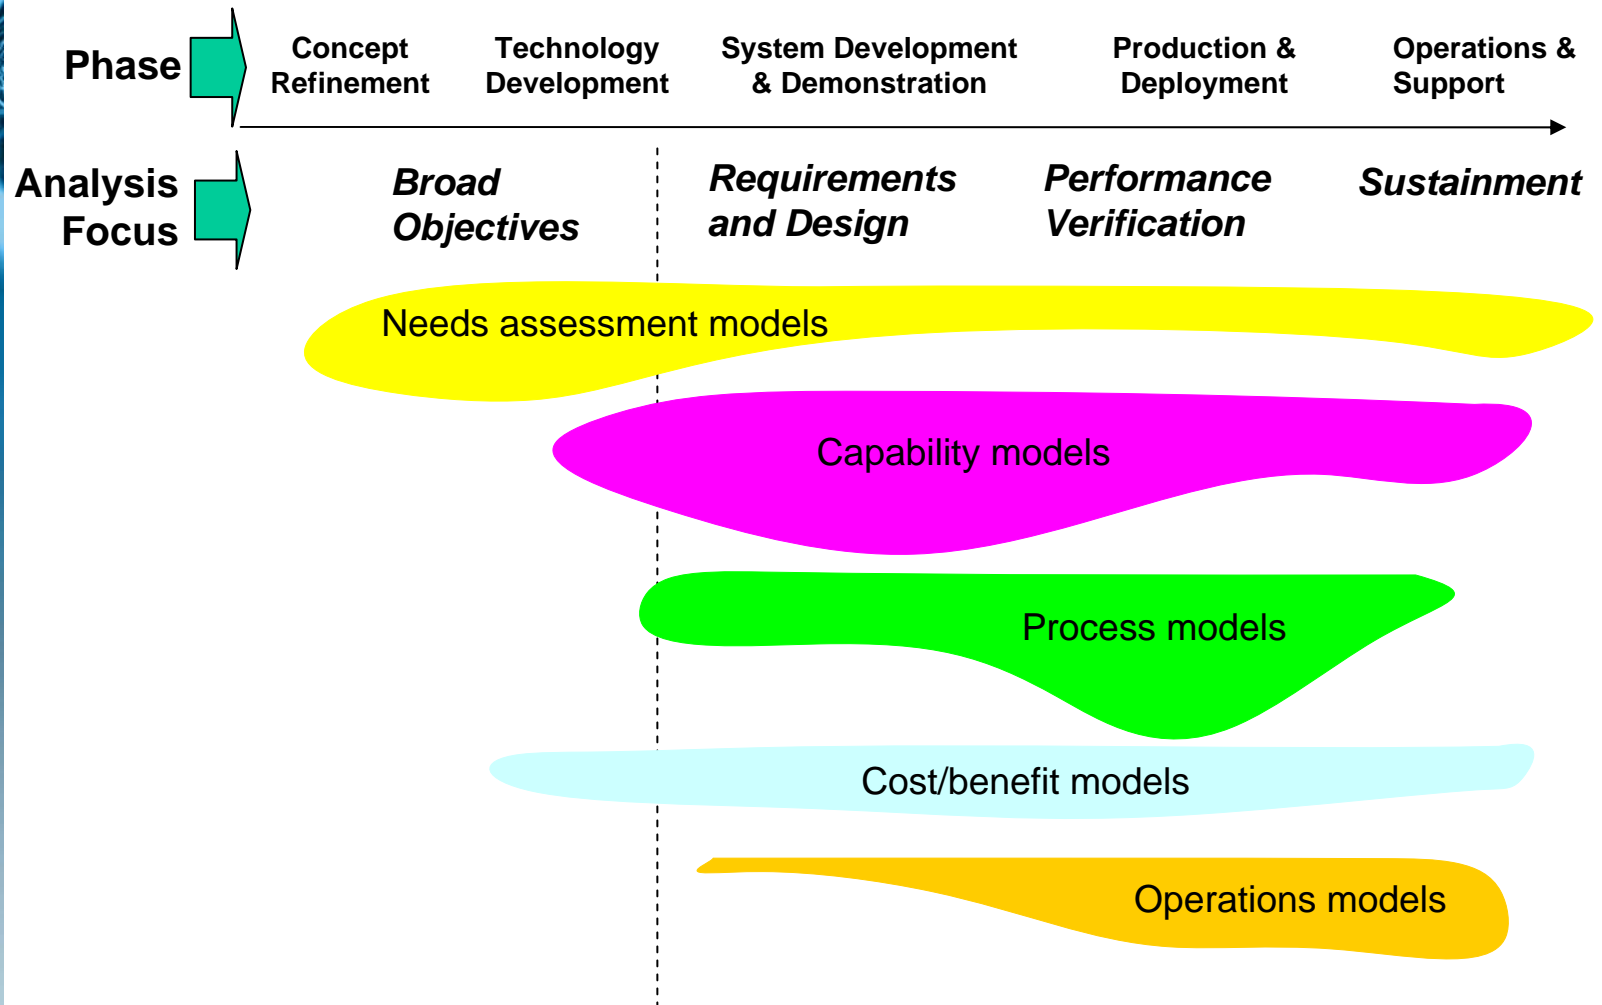 Phase
Concept
Refinement
Technology
Development
System Development
& Demonstration
Production &
Deployment
Operations &
Support
Analysis
Focus
Broad
Objectives
Requirements
and Design
Performance
Verification
Sustainment
Needs assessment models
Capability models
Process models
Cost/benefit models
Operations models